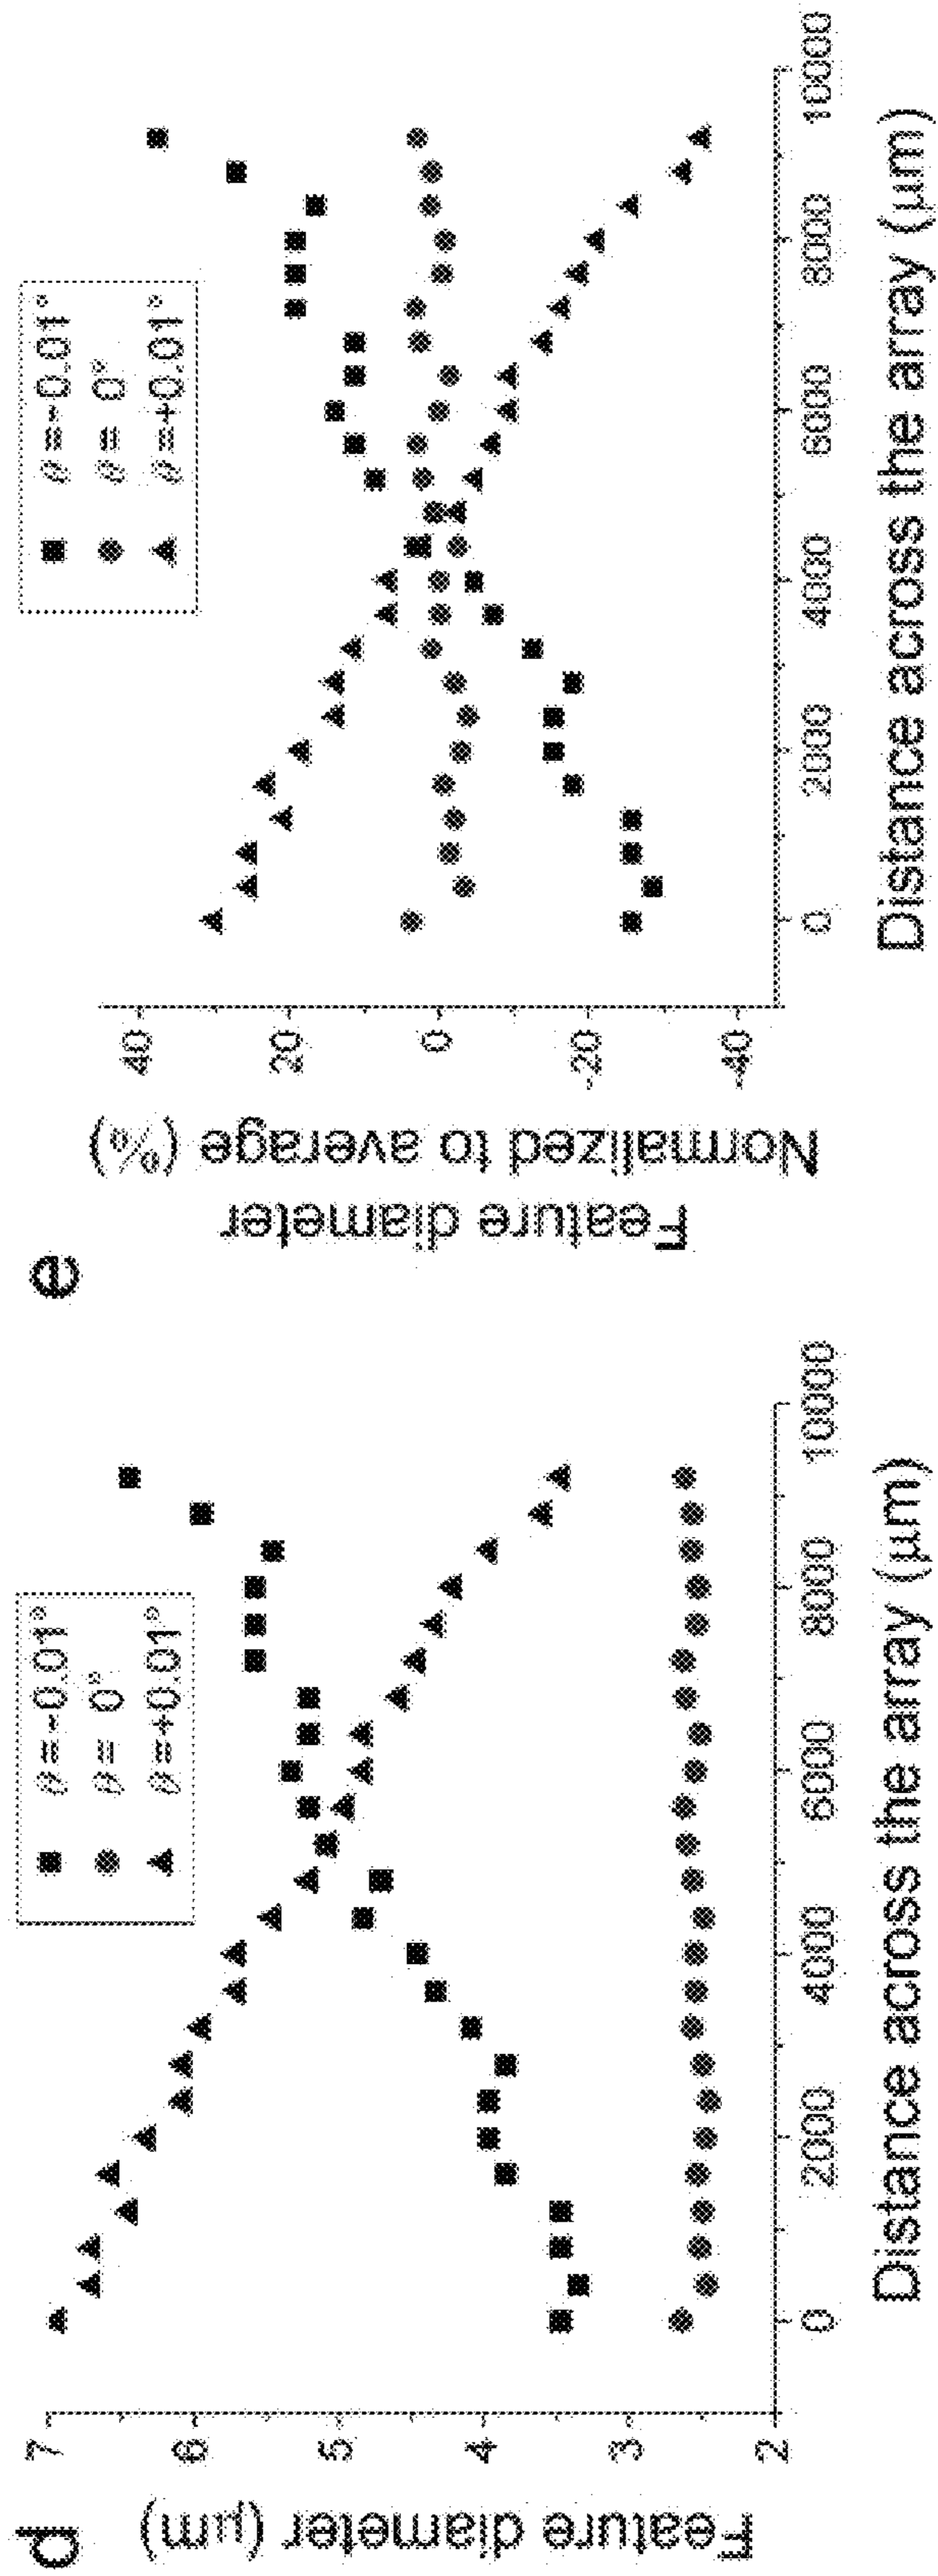 d
Feature diameter (μm)
7
6
5
4
3
2
θ=-0.01°
θ= 0°
θ=+0.01°
0
2000
4000
6000
8000
10000
Distance across the array (μm)
e
Feature diameter
Normalized to average (%)
40
20
0
-20
-40
θ=-0.01°
θ= 0°
θ=+0.01°
0
2000
4000
6000
8000
10000
Distance across the array (μm)